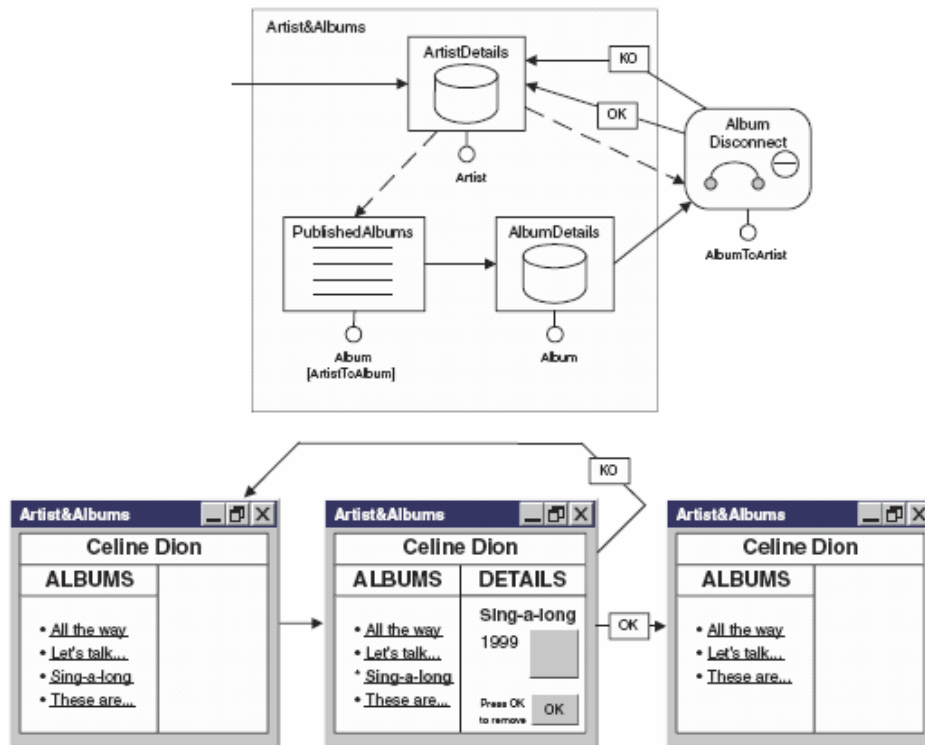 Artist&Albums
ArtistDetails
KO
OK
Album
Disconnect
Artist
PublishedAlbums
AlbumDetails
AlbumToArtist
Album
[ArtistToAlbum]
Album
KO
Artist&Albums
Celine Dion
ALBUMS
• All the way
• Let's talk...
• Sing-a-long
• These are...
Artist&Albums
Celine Dion
ALBUMS
DETAILS
• All the way
• Let's talk...
* Sing-a-long
• These are...
Sing-a-long
1999
Press OK
to remove
OK
OK
Artist&Albums
Celine Dion
ALBUMS
• All the way
• Let's talk...
• These are...